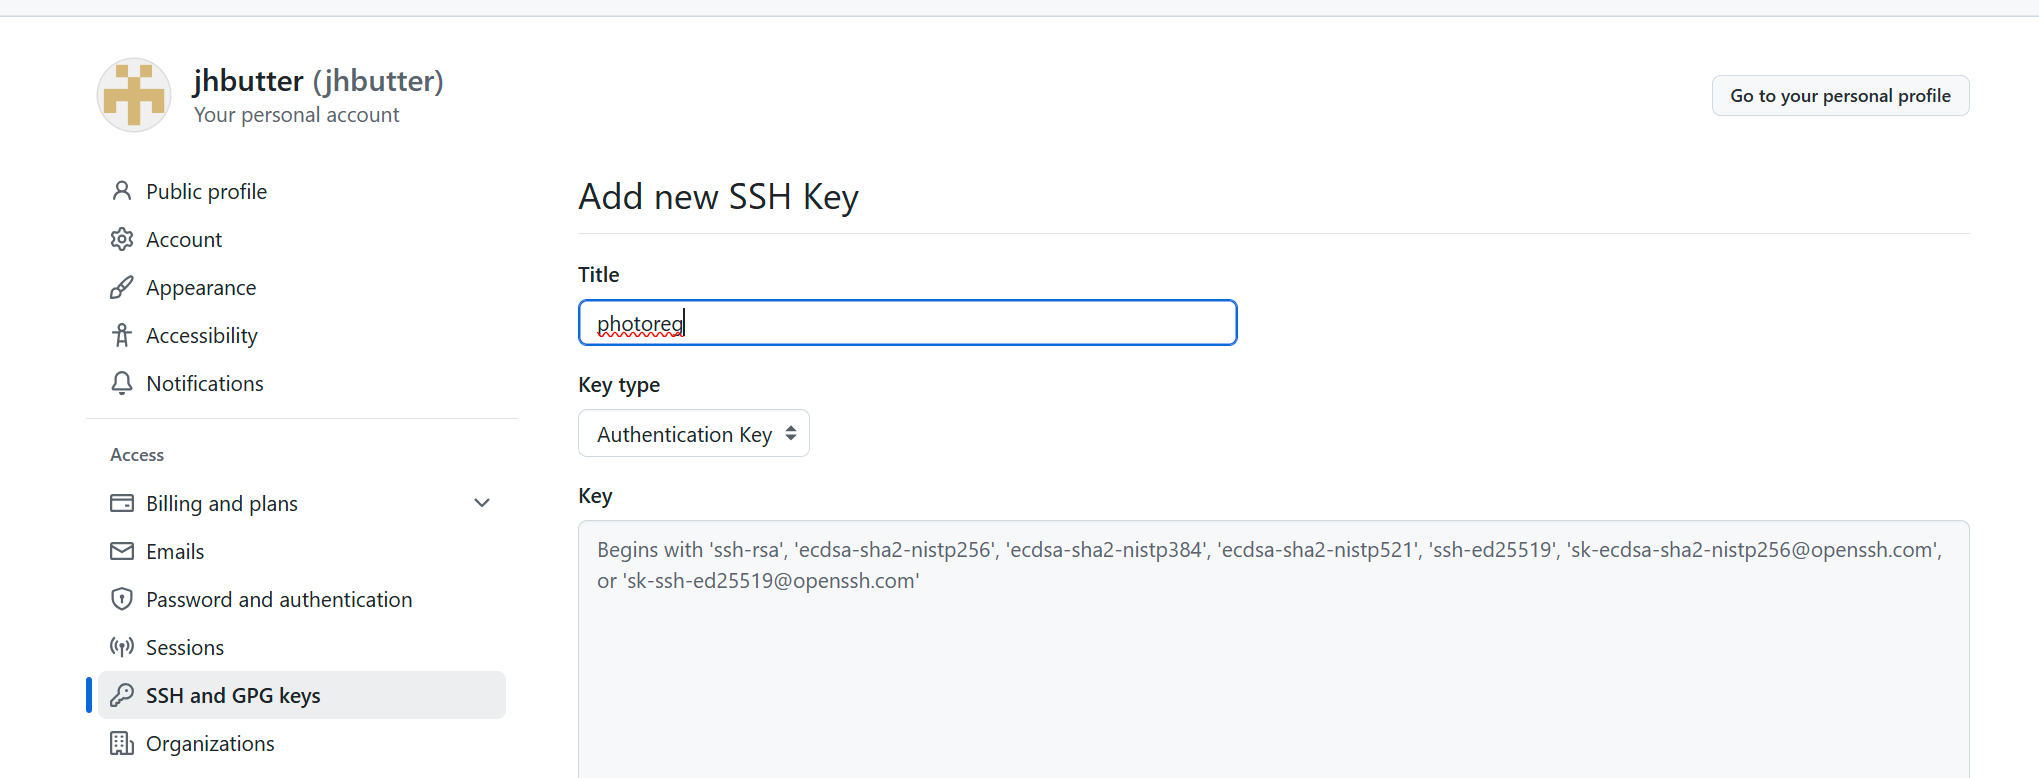 jhbutter (jhbutter)
Your personal account
Go to your personal profile
Public profile
Account
Appearance
Accessibility
Notifications
Access
Billing and plans
Emails
Password and authentication
Sessions
SSH and GPG keys
Organizations
Add new SSH Key
Title
photoreg
Key type
Authentication Key
Key
Begins with 'ssh-rsa', 'ecdsa-sha2-nistp256', 'ecdsa-sha2-nistp384', 'ecdsa-sha2-nistp521', 'ssh-ed25519', 'sk-ecdsa-sha2-nistp256@openssh.com',
or 'sk-ssh-ed25519@openssh.com'